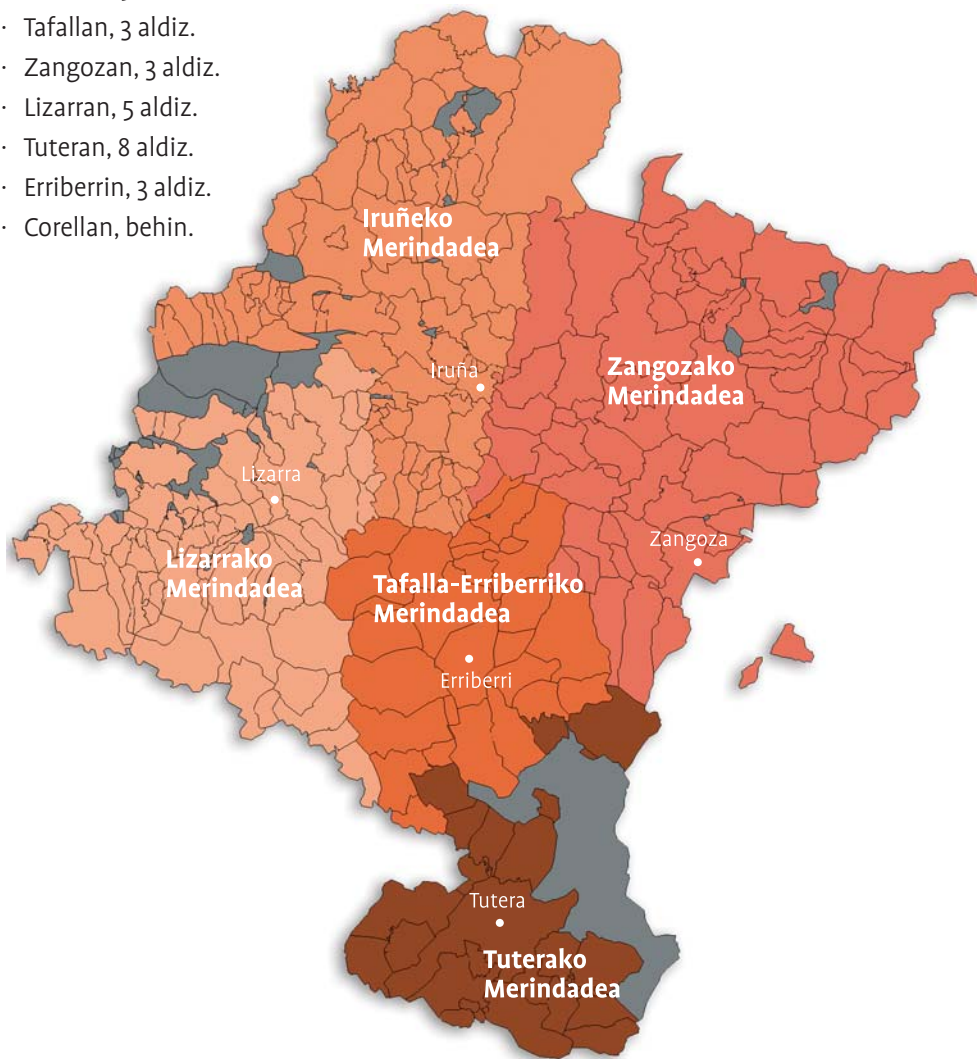 · Tafallan, 3 aldiz.
· Zangozan, 3 aldiz.
· Lizarran, 5 aldiz.
· Tuteran, 8 aldiz.
· Erriberrin, 3 aldiz.
· Corellan, behin.
Iruñeko
Merindadea
Iruña
Zangozako
Merindadea
Lizarra
Zangoza
Lizarrako
Merindadea
Tafalla-Erriberriko
Merindadea
Erriberri
Tutera
Tuterako
Merindadea